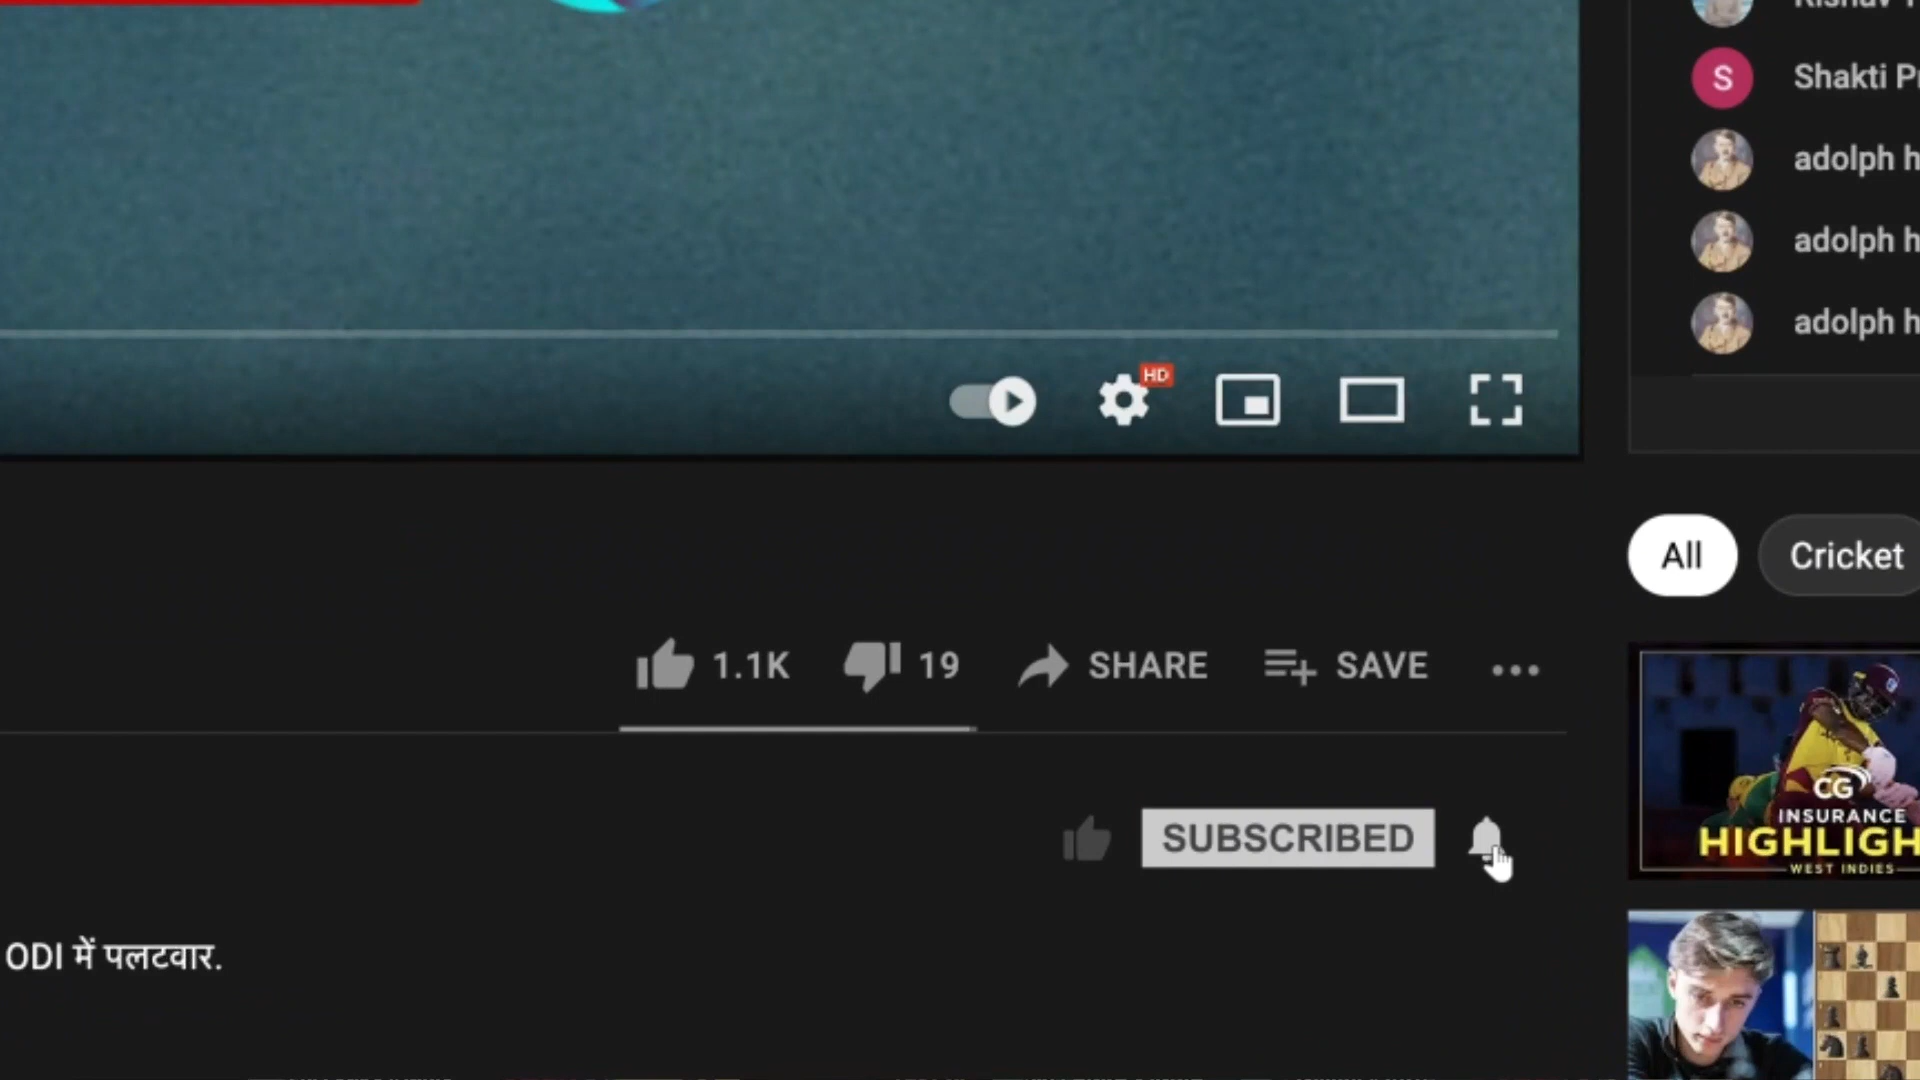 Shakti
adolph h
adolph h
adolph h
HD
All
Cricket
1.1K
19
SHARE
SAVE
CG
INSURANCE
HIGHLIGH
WEST INDIES
SUBSCRIBED
ODI में पलटवार.
S